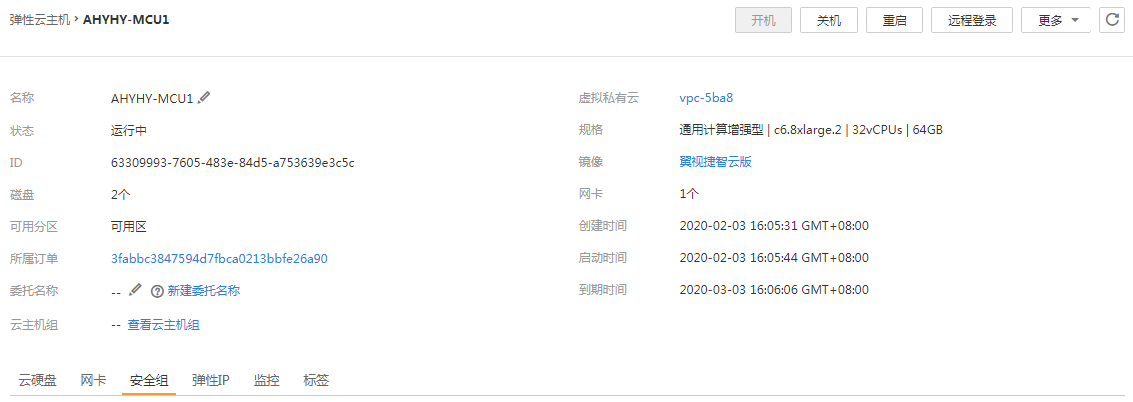 弹性云主机 › AHYHY-MCU1 开机 关机 重启 远程登录 更多
名称 AHYHY-MCU1 虚拟私有云 vpc-5ba8
状态 运行中 规格 通用计算增强型 | c6.8xlarge.2 | 32vCPUs | 64GB
ID 63309993-7605-483e-84d5-a753639e3c5c 镜像 翼视捷智云版
磁盘 2个 网卡 1个
可用分区 可用区 创建时间 2020-02-03 16:05:31 GMT+08:00
所属订单 3fabbc3847594d7fbca0213bbfe26a90 启动时间 2020-02-03 16:05:44 GMT+08:00
委托名称 -- ? 新建委托名称 到期时间 2020-03-03 16:06:06 GMT+08:00
云主机组 -- 查看云主机组
云硬盘 网卡 安全组 弹性IP 监控 标签